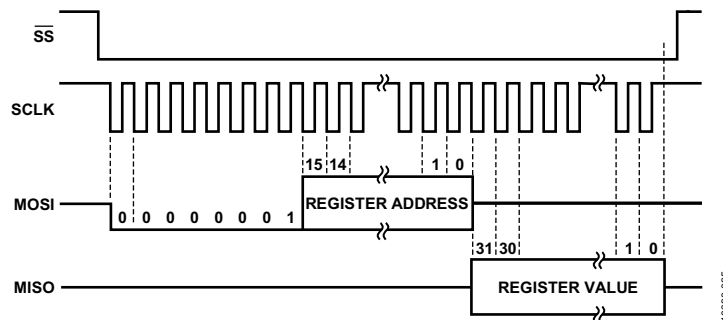 SS
SCLK
15 14 1 0
MOSI
0 0 0 0 0 0 0 1 REGISTER ADDRESS
31 30 1 0
MISO
REGISTER VALUE